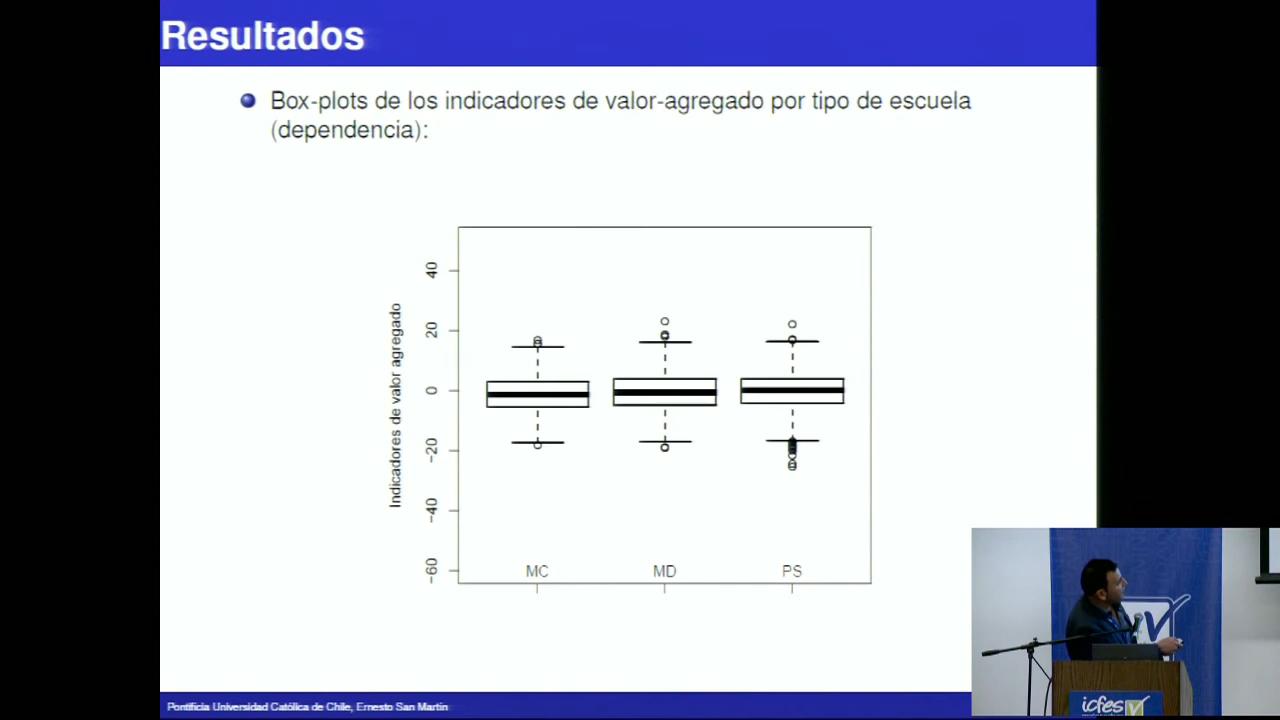 Resultados
Box-plots de los indicadores de valor-agregado por tipo de escuela
(dependencia):
Indicadores de valor agregado
40
20
0
−20
−40
−60
MC
MD
PS
Pontificia Universidad Católica de Chile, Ernesto San Martín
icfes